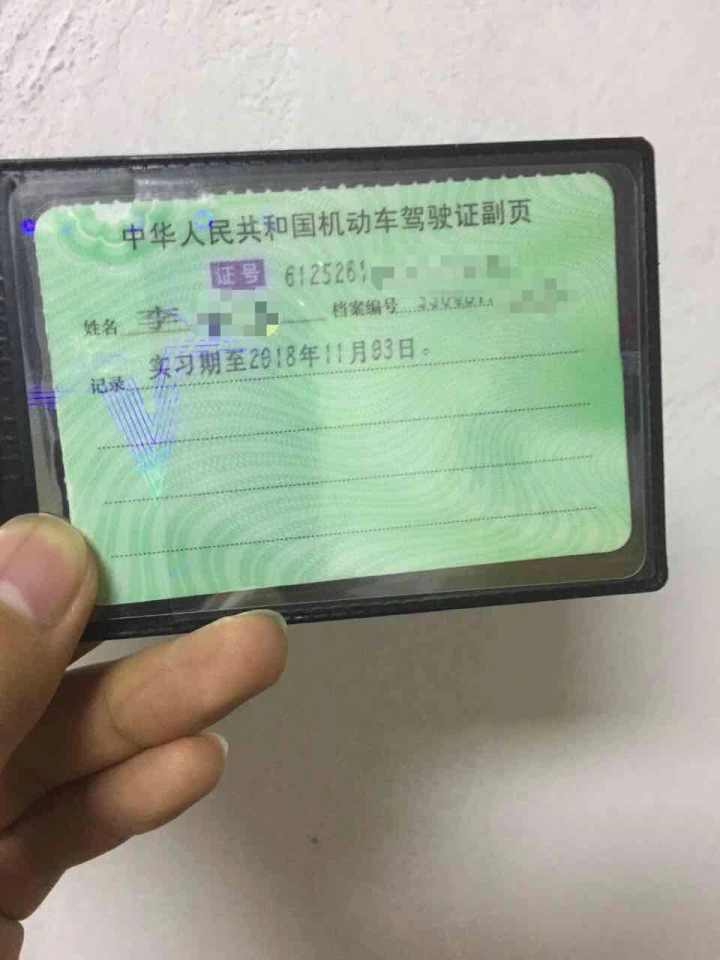 中华人民共和国机动车驾驶证副页
证号 6125261
姓名 李 档案编号
记录 实习期至2018年11月03日。